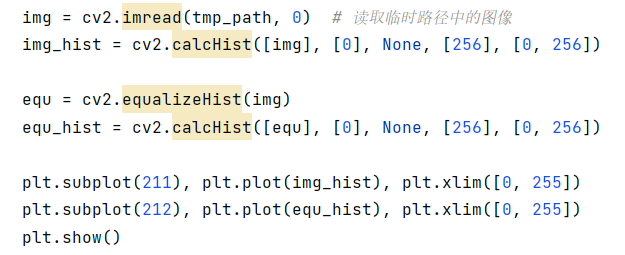 img = cv2.imread(tmp_path, 0)  # 读取临时路径中的图像
img_hist = cv2.calcHist([img], [0], None, [256], [0, 256])
equ = cv2.equalizeHist(img)
equ_hist = cv2.calcHist([equ], [0], None, [256], [0, 256])
plt.subplot(211), plt.plot(img_hist), plt.xlim([0, 255])
plt.subplot(212), plt.plot(equ_hist), plt.xlim([0, 255])
plt.show()